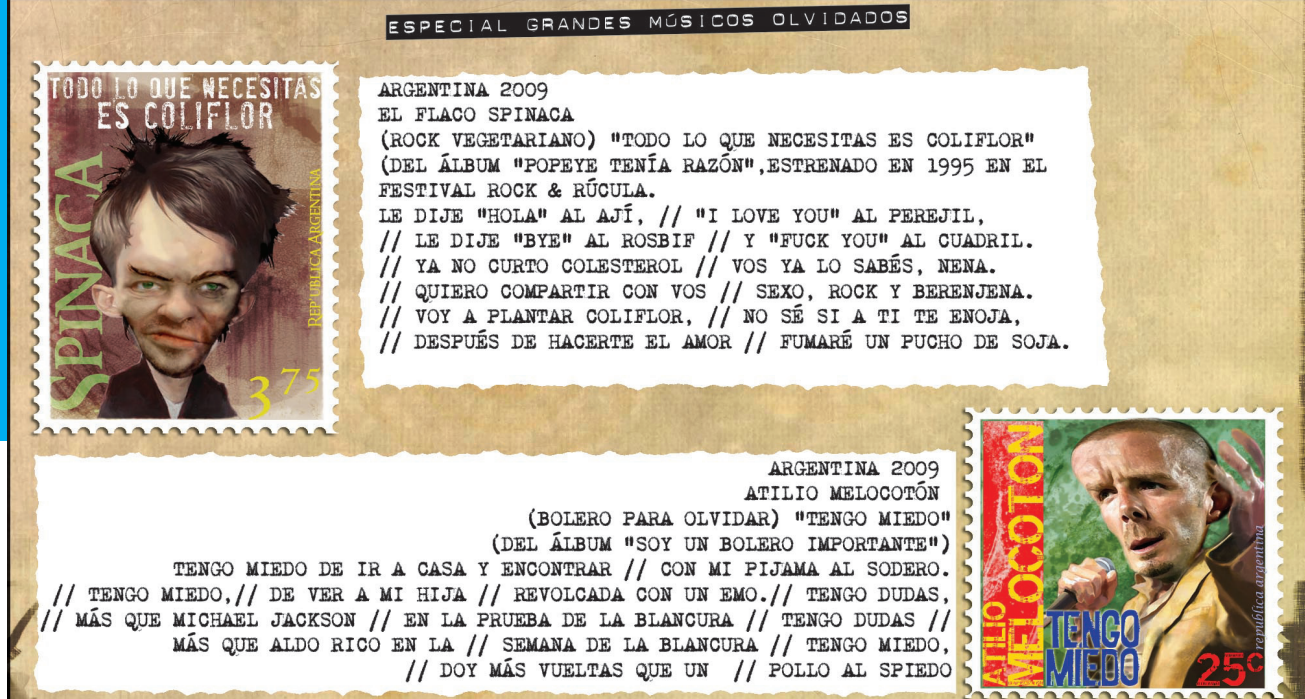 ESPECIAL GRANDES MÚSICOS OLVIDADOS
TODO LO QUE NECESITAS
ES COLIFLOR
SPINACA
REPUBLICA ARGENTINA
3 75
ARGENTINA 2009
EL FLACO SPINACA
(ROCK VEGETARIANO) "TODO LO QUE NECESITAS ES COLIFLOR"
(DEL ÁLBUM "POPEYE TENÍA RAZÓN",ESTRENADO EN 1995 EN EL
FESTIVAL ROCK & RÚCULA.
LE DIJE "HOLA" AL AJÍ, // "I LOVE YOU" AL PEREJIL,
// LE DIJE "BYE" AL ROSBIF // Y "FUCK YOU" AL CUADRIL.
// YA NO CURTO COLESTEROL // VOS YA LO SABÉS, NENA.
// QUIERO COMPARTIR CON VOS // SEXO, ROCK Y BERENJENA.
// VOY A PLANTAR COLIFLOR, // NO SÉ SI A TI TE ENOJA,
// DESPUÉS DE HACERTE EL AMOR // FUMARÉ UN PUCHO DE SOJA.
ARGENTINA 2009
ATILIO MELOCOTÓN
(BOLERO PARA OLVIDAR) "TENGO MIEDO"
(DEL ÁLBUM "SOY UN BOLERO IMPORTANTE")
TENGO MIEDO DE IR A CASA Y ENCONTRAR // CON MI PIJAMA AL SODERO.
// TENGO MIEDO,// DE VER A MI HIJA // REVOLCADA CON UN EMO.// TENGO DUDAS,
// MÁS QUE MICHAEL JACKSON // EN LA PRUEBA DE LA BLANCURA // TENGO DUDAS //
MÁS QUE ALDO RICO EN LA // SEMANA DE LA BLANCURA // TENGO MIEDO,
// DOY MÁS VUELTAS QUE UN // POLLO AL SPIEDO
ATILIO
MELOCOTON
TENGO
MIEDO
25c
republica argentina